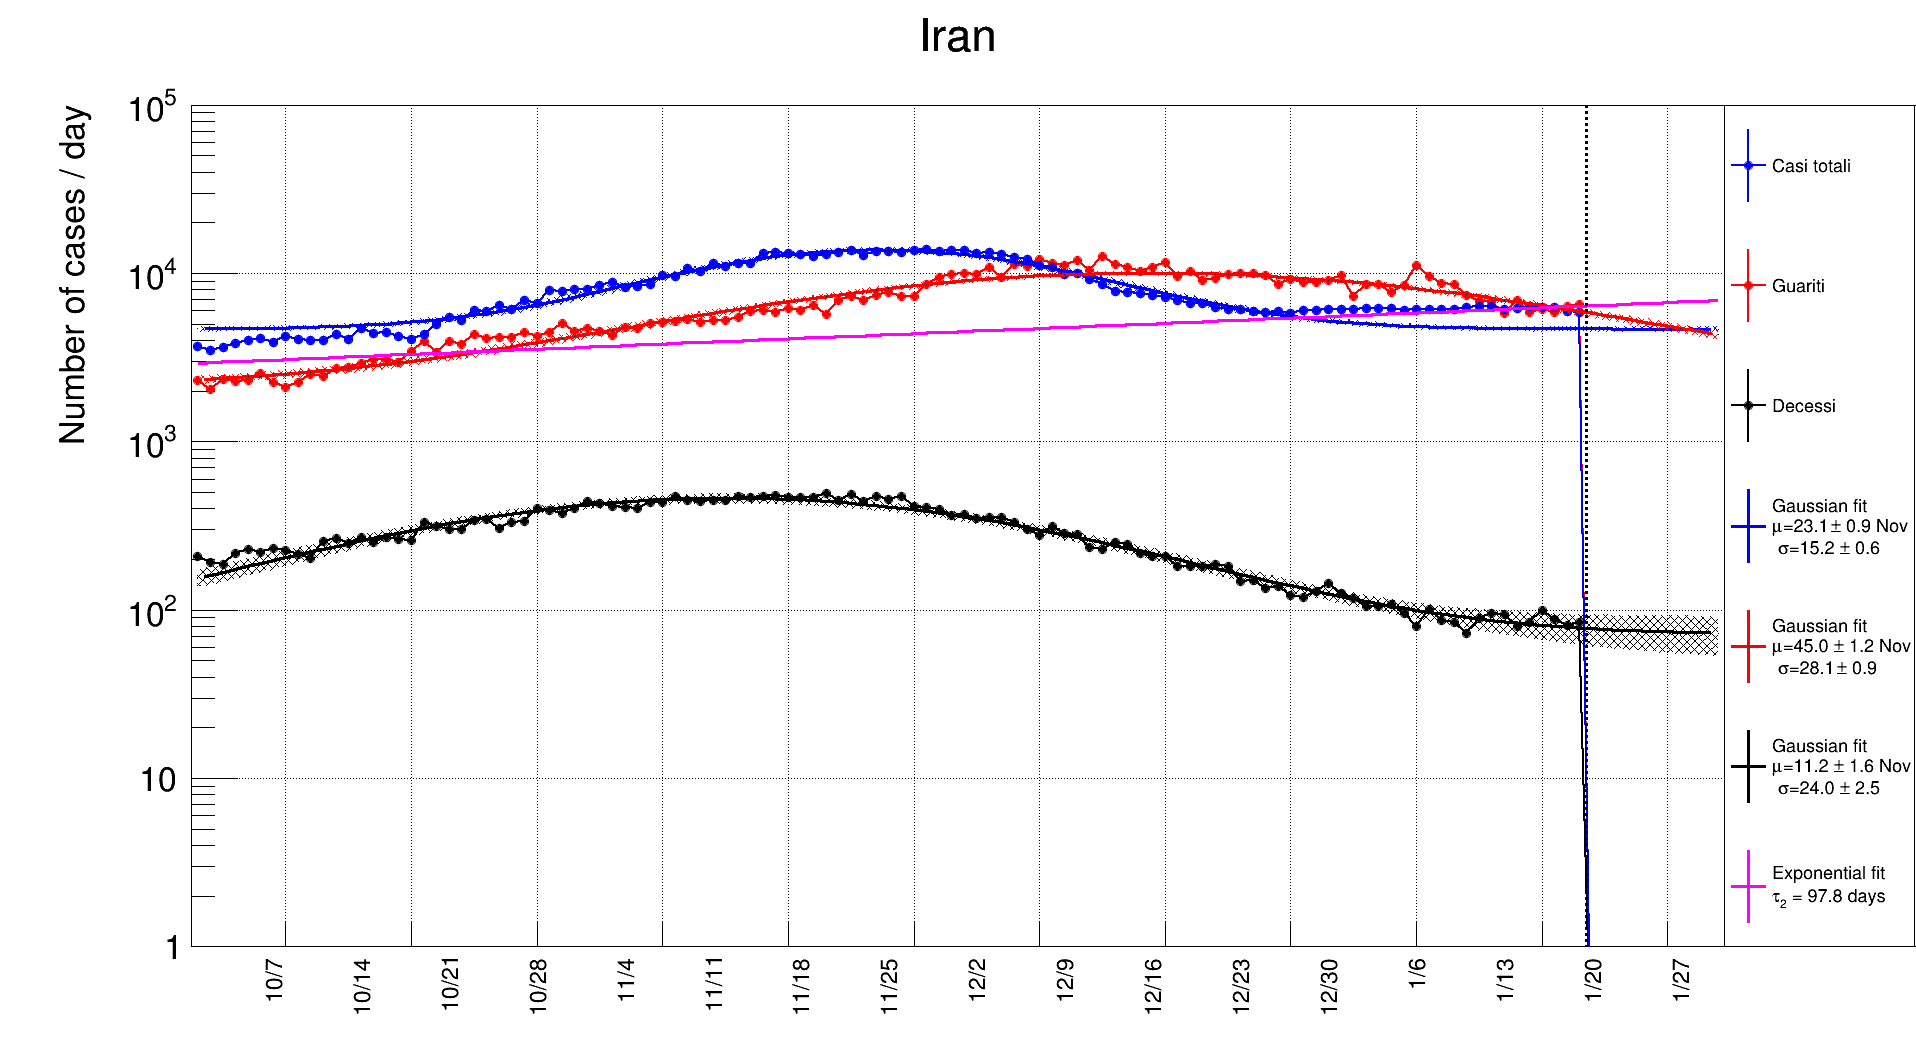 Iran
Number of cases / day
10^5
10^4
10^3
10^2
10
1
10/7
10/14
10/21
10/28
11/4
11/11
11/18
11/25
12/2
12/9
12/16
12/23
12/30
1/6
1/13
1/20
1/27
Casi totali
Guariti
Decessi
Gaussian fit
μ=23.1 ± 0.9 Nov
σ=15.2 ± 0.6
Gaussian fit
μ=45.0 ± 1.2 Nov
σ=28.1 ± 0.9
Gaussian fit
μ=11.2 ± 1.6 Nov
σ=24.0 ± 2.5
Exponential fit
τ₂ = 97.8 days